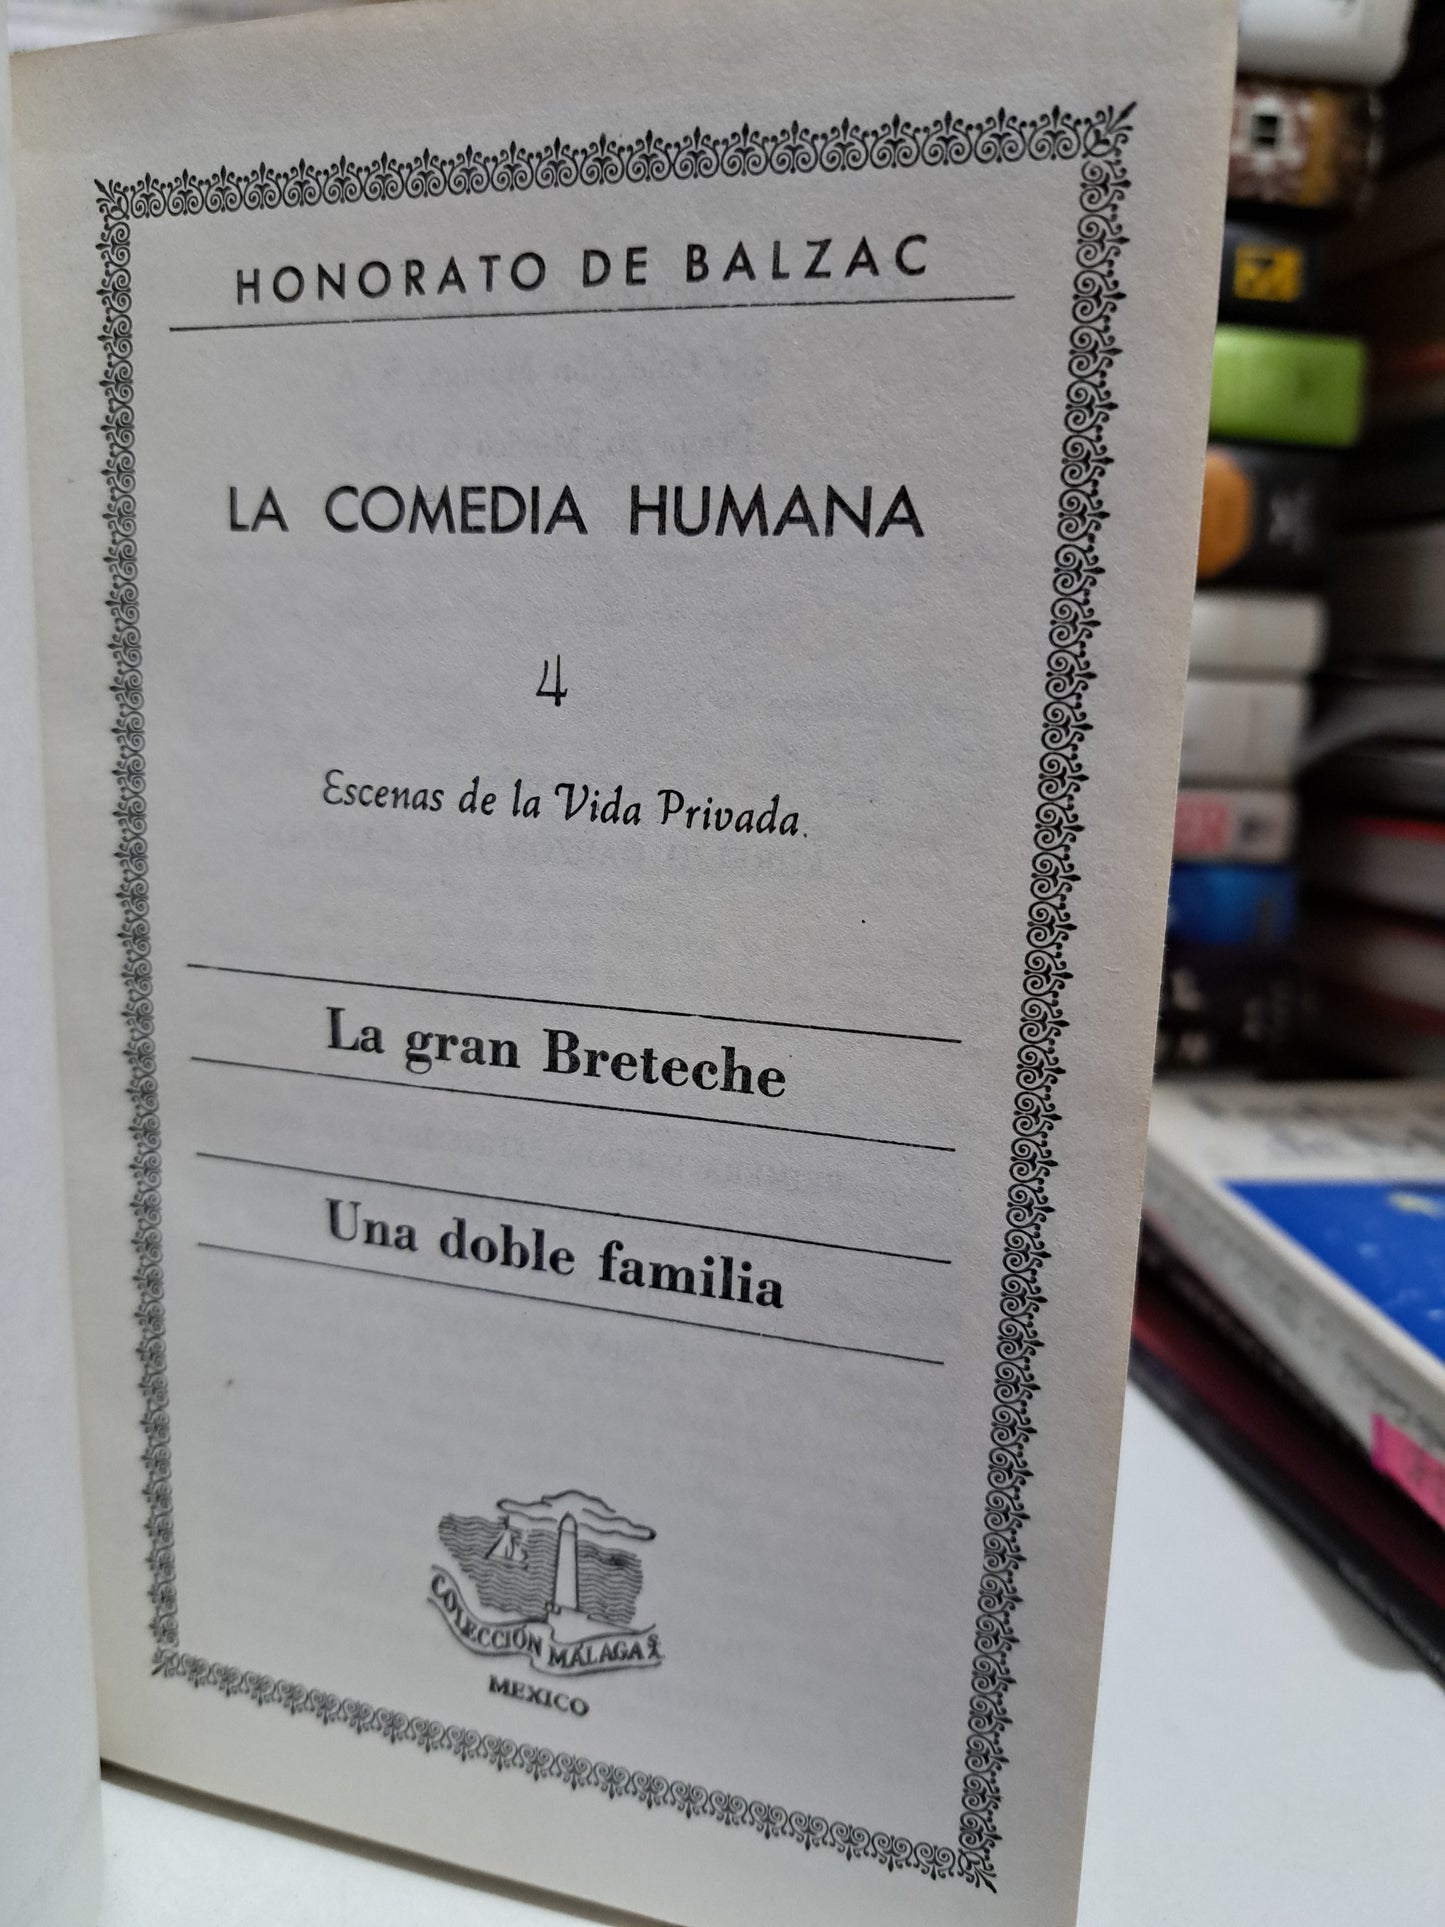 HONORATO DE BALZAC
LA COMEDIA HUMANA
4
Escenas de la Vida Privada.
La gran Breteche
Una doble familia
COLECCIÓN MÁLAGA S.A.
MEXICO